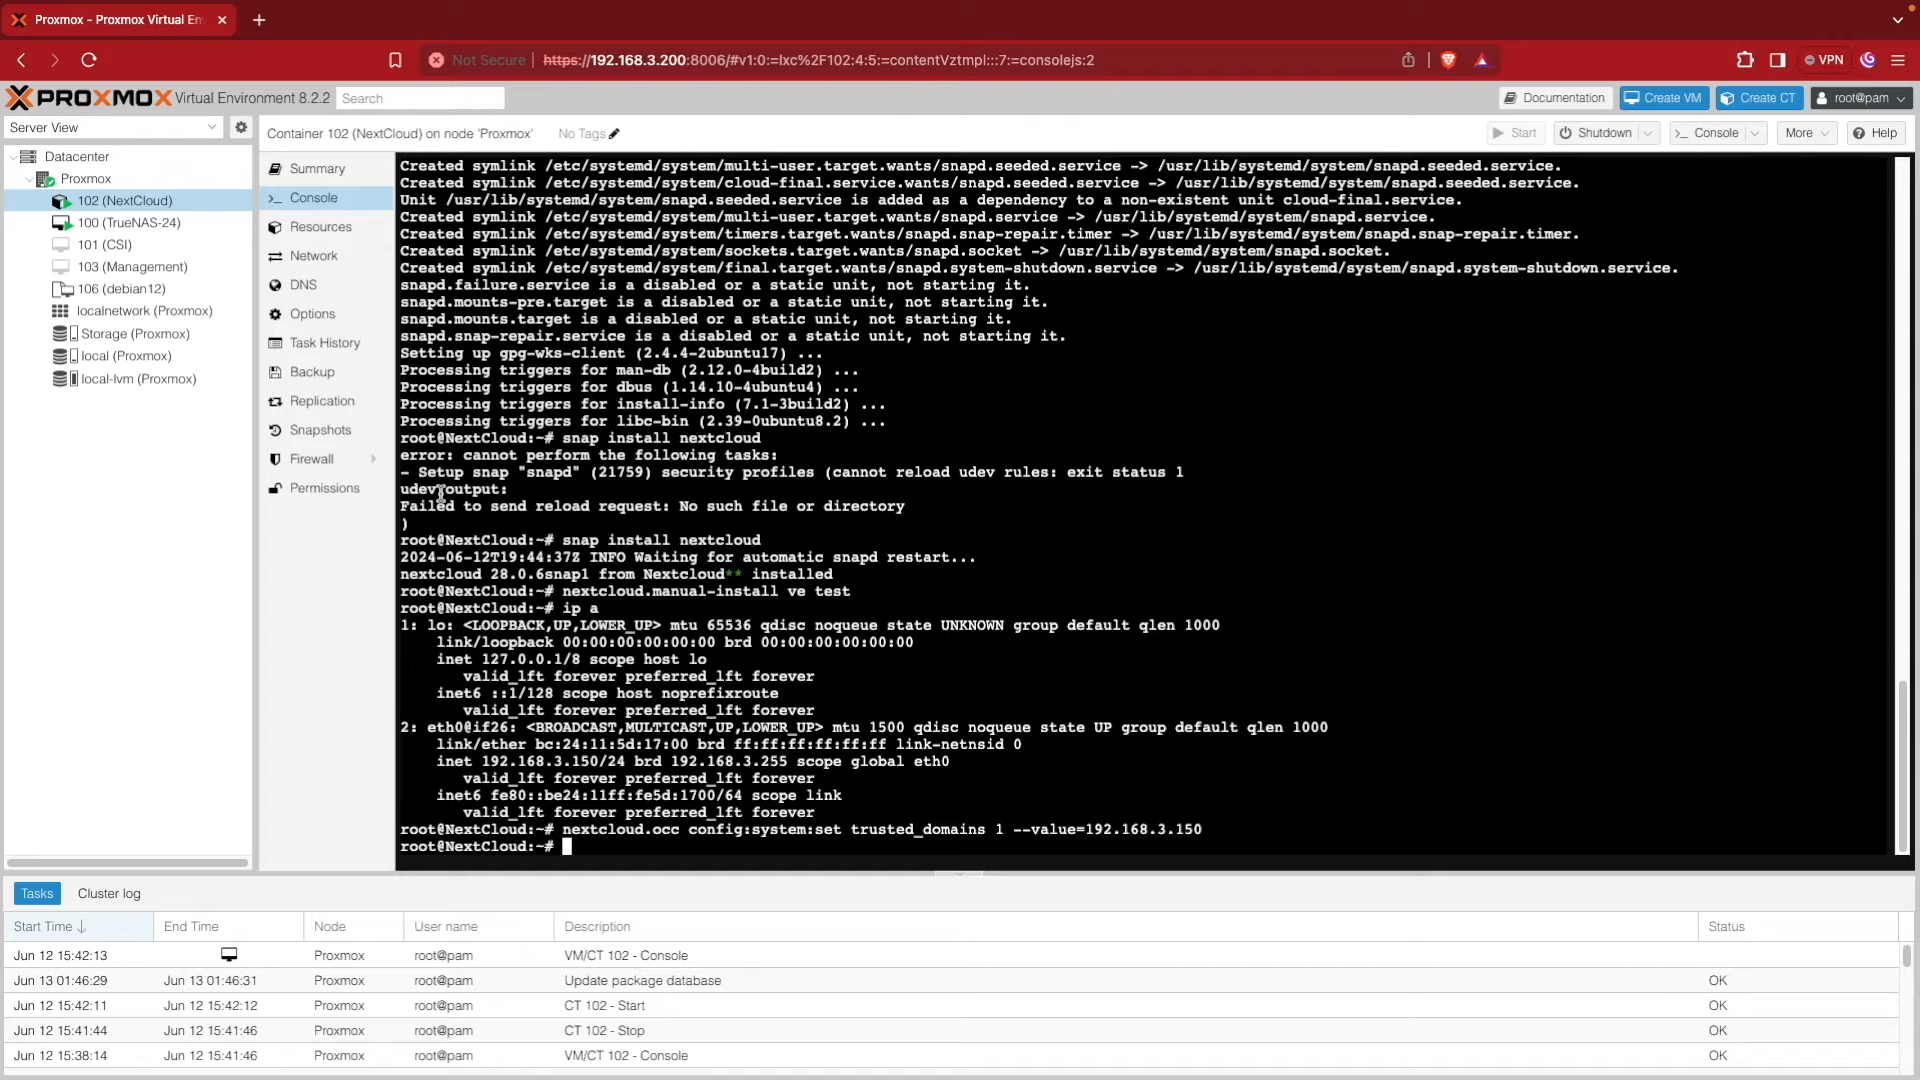 Proxmox - Proxmox Virtual En
Not Secure https://192.168.3.200:8006/#v1:0:=lxc%2F102:4:5:=contentVztmpl:::7:=consolejs:2
VPN
PROXMOX Virtual Environment 8.2.2 Search
Documentation Create VM Create CT root@pam
Server View
Container 102 (NextCloud) on node 'Proxmox' No Tags
Start Shutdown Console More Help
Datacenter
Proxmox
102 (NextCloud)
100 (TrueNAS-24)
101 (CSI)
103 (Management)
106 (debian12)
localnetwork (Proxmox)
Storage (Proxmox)
local (Proxmox)
local-lvm (Proxmox)
Summary
Console
Resources
Network
DNS
Options
Task History
Backup
Replication
Snapshots
Firewall
Permissions
Created symlink /etc/systemd/system/multi-user.target.wants/snapd.seeded.service -> /usr/lib/systemd/system/snapd.seeded.service.
Created symlink /etc/systemd/system/cloud-final.service.wants/snapd.seeded.service -> /usr/lib/systemd/system/snapd.seeded.service.
Unit /usr/lib/systemd/system/snapd.seeded.service is added as a dependency to a non-existent unit cloud-final.service.
Created symlink /etc/systemd/system/multi-user.target.wants/snapd.service -> /usr/lib/systemd/system/snapd.service.
Created symlink /etc/systemd/system/timers.target.wants/snapd.snap-repair.timer -> /usr/lib/systemd/system/snapd.snap-repair.timer.
Created symlink /etc/systemd/system/sockets.target.wants/snapd.socket -> /usr/lib/systemd/system/snapd.socket.
Created symlink /etc/systemd/system/final.target.wants/snapd.system-shutdown.service -> /usr/lib/systemd/system/snapd.system-shutdown.service.
snapd.failure.service is a disabled or a static unit, not starting it.
snapd.mounts-pre.target is a disabled or a static unit, not starting it.
snapd.mounts.target is a disabled or a static unit, not starting it.
snapd.snap-repair.service is a disabled or a static unit, not starting it.
Setting up gpg-wks-client (2.4.4-2ubuntu17) ...
Processing triggers for man-db (2.12.0-4build2) ...
Processing triggers for dbus (1.14.10-4ubuntu4) ...
Processing triggers for install-info (7.1-3build2) ...
Processing triggers for libc-bin (2.39-0ubuntu8.2) ...
root@NextCloud:~# snap install nextcloud
error: cannot perform the following tasks:
- Setup snap "snapd" (21759) security profiles (cannot reload udev rules: exit status 1
udev output:
Failed to send reload request: No such file or directory
)
root@NextCloud:~# snap install nextcloud
2024-06-12T19:44:37Z INFO Waiting for automatic snapd restart...
nextcloud 28.0.6snap1 from Nextcloud** installed
root@NextCloud:~# nextcloud.manual-install ve test
root@NextCloud:~# ip a
1: lo: <LOOPBACK,UP,LOWER_UP> mtu 65536 qdisc noqueue state UNKNOWN group default qlen 1000
link/loopback 00:00:00:00:00:00 brd 00:00:00:00:00:00
inet 127.0.0.1/8 scope host lo
valid_lft forever preferred_lft forever
inet6 ::1/128 scope host noprefixroute
valid_lft forever preferred_lft forever
2: eth0@if26: <BROADCAST,MULTICAST,UP,LOWER_UP> mtu 1500 qdisc noqueue state UP group default qlen 1000
link/ether bc:24:11:5d:17:00 brd ff:ff:ff:ff:ff:ff link-netnsid 0
inet 192.168.3.150/24 brd 192.168.3.255 scope global eth0
valid_lft forever preferred_lft forever
inet6 fe80::be24:11ff:fe5d:1700/64 scope link
valid_lft forever preferred_lft forever
root@NextCloud:~# nextcloud.occ config:system:set trusted_domains 1 --value=192.168.3.150
root@NextCloud:~#
Tasks Cluster log
Start Time End Time Node User name Description Status
Jun 12 15:42:13 Proxmox root@pam VM/CT 102 - Console
Jun 13 01:46:29 Jun 13 01:46:31 Proxmox root@pam Update package database OK
Jun 12 15:42:11 Jun 12 15:42:12 Proxmox root@pam CT 102 - Start OK
Jun 12 15:41:44 Jun 12 15:41:46 Proxmox root@pam CT 102 - Stop OK
Jun 12 15:38:14 Jun 12 15:41:46 Proxmox root@pam VM/CT 102 - Console OK